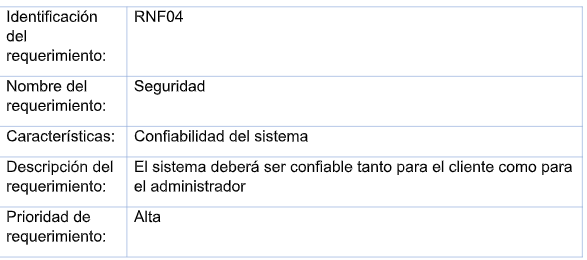 Identificación RNF04
del
requerimiento:
Nombre del Seguridad
requerimiento:
Características: Confiabilidad del sistema
Descripción del El sistema deberá ser confiable tanto para el cliente como para
requerimiento: el administrador
Prioridad de Alta
requerimiento: